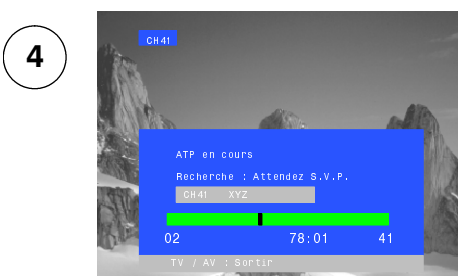 4
CH41
ATP en cours
Recherche : Attendez S.V.P.
CH41 XYZ
02 78:01 41
TV / AV : Sortir